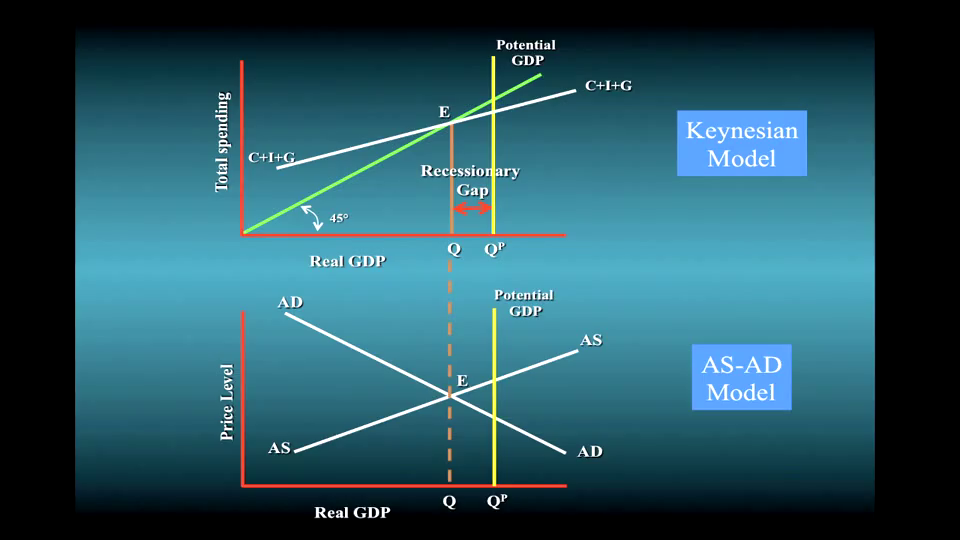 Potential
GDP
C+I+G
E
Total spending
C+I+G
Recessionary
Gap
45°
Q
Qᴾ
Real GDP
Keynesian
Model
AD
Potential
GDP
AS
E
Price Level
AS
AD
Q
Qᴾ
Real GDP
AS-AD
Model